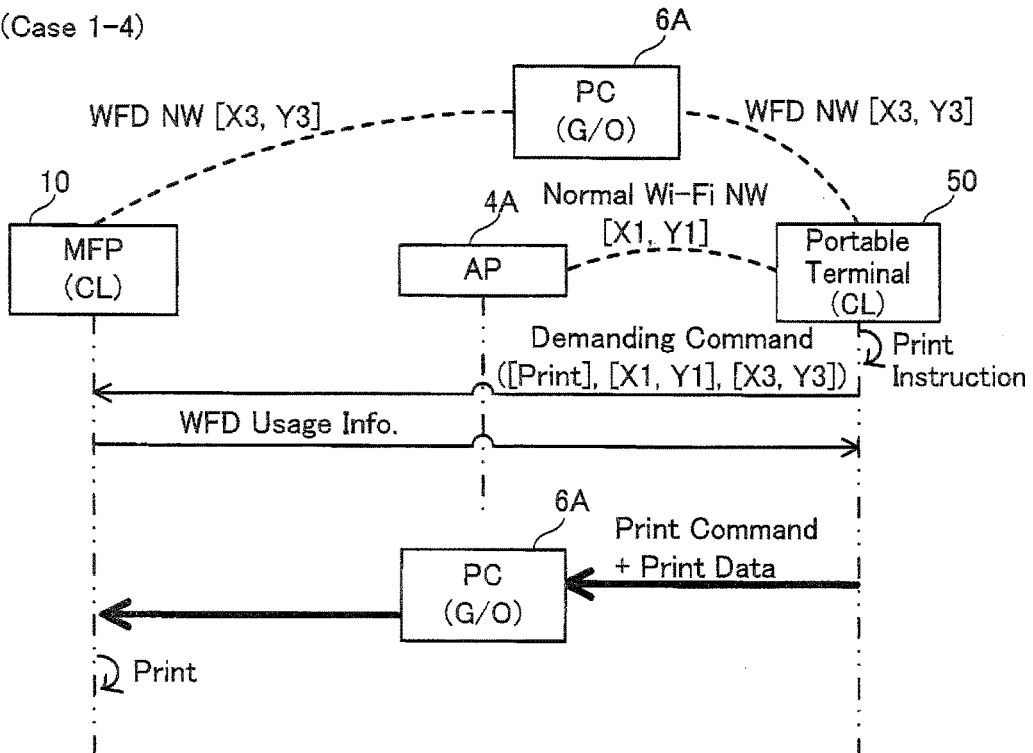 (Case 1-4)
6A
PC
(G/O)
WFD NW [X3, Y3]
WFD NW [X3, Y3]
10
MFP
(CL)
4A
AP
Normal Wi-Fi NW
[X1, Y1]
50
Portable
Terminal
(CL)
Print
Instruction
Demanding Command
([Print], [X1, Y1], [X3, Y3])
WFD Usage Info.
6A
PC
(G/O)
Print Command
+ Print Data
Print